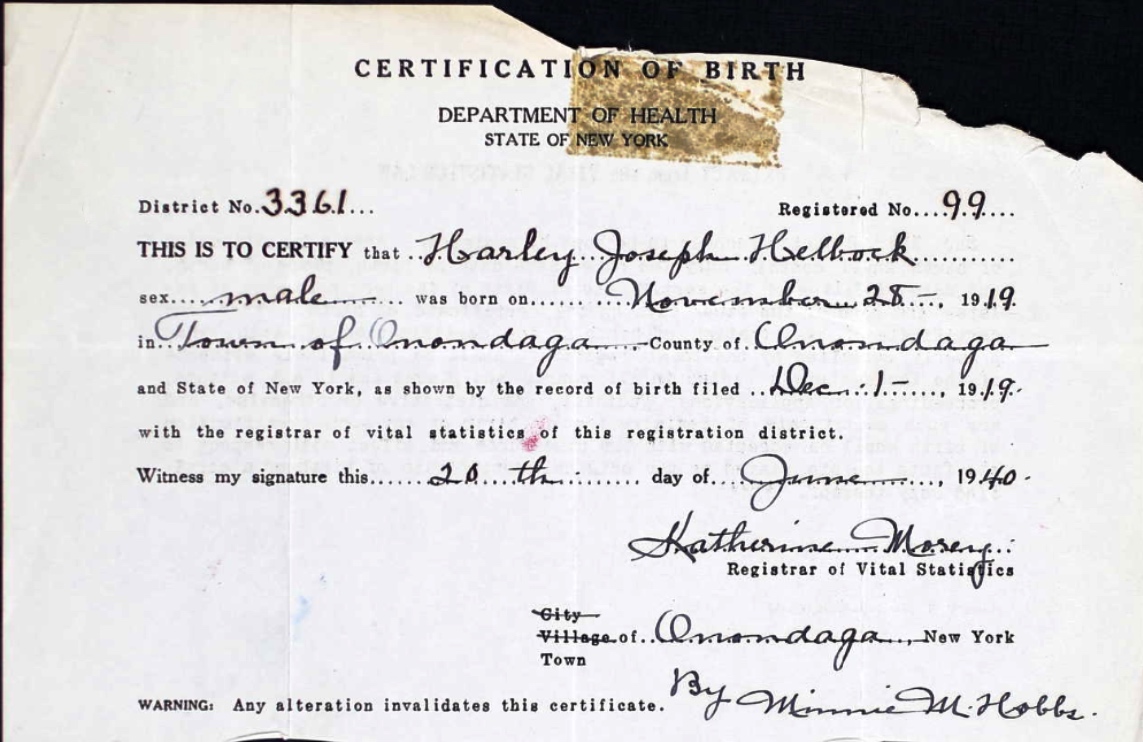 CERTIFICATION OF BIRTH
DEPARTMENT OF HEALTH
STATE OF NEW YORK
District No. 3361... Registered No....99...
THIS IS TO CERTIFY that ..Harley Joseph Helbock..........
sex....male..... was born on.......November 28-, 1919
in Town of Onondaga County of. Onondaga
and State of New York, as shown by the record of birth filed ..Dec. 1-....., 1919.
with the registrar of vital statistics of this registration district.
Witness my signature this......20 th......... day of...June....., 1940.
Katherine Morey
Registrar of Vital Statistics
City
Village of..Onondaga.., New York
Town
By Minnie M. Hobbs.
WARNING: Any alteration invalidates this certificate.